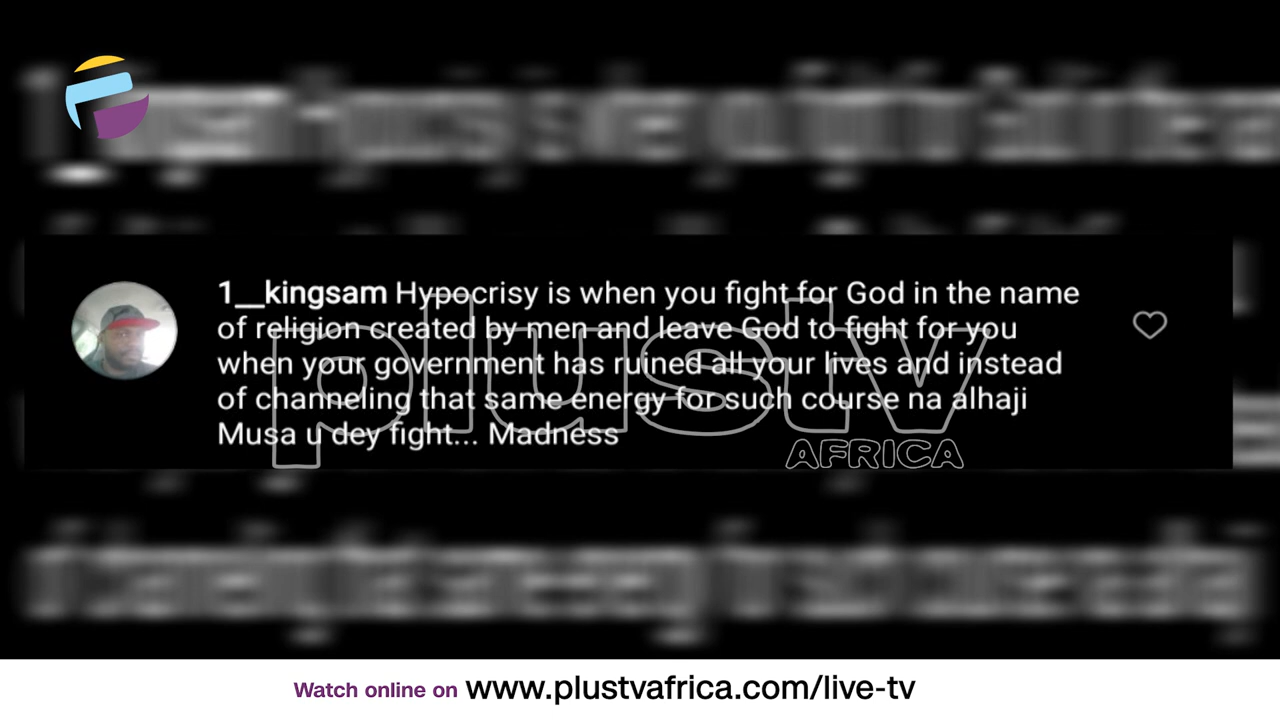 1__kingsam Hypocrisy is when you fight for God in the name
of religion created by men and leave God to fight for you
when your government has ruined all your lives and instead
of channeling that same energy for such course na alhaji
Musa u dey fight... Madness
plustv
AFRICA
Watch online on www.plustvafrica.com/live-tv